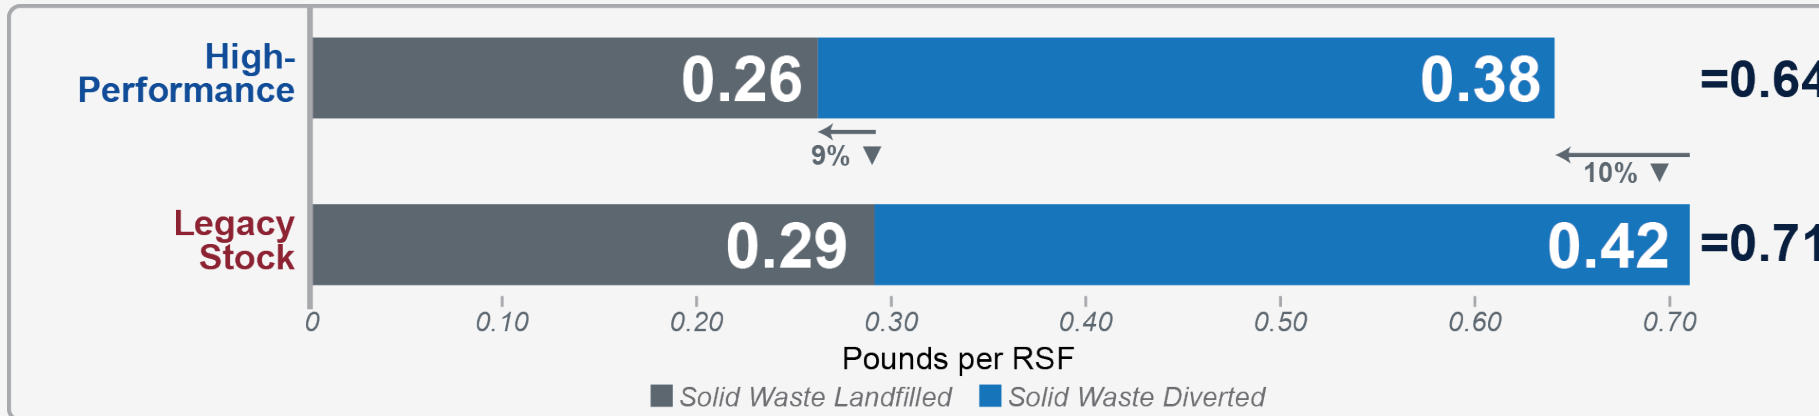 High-
Performance
0.26
0.38
=0.64
9% ▼
10% ▼
Legacy
Stock
0.29
0.42
=0.71
0 0.10 0.20 0.30 0.40 0.50 0.60 0.70
Pounds per RSF
Solid Waste Landfilled Solid Waste Diverted